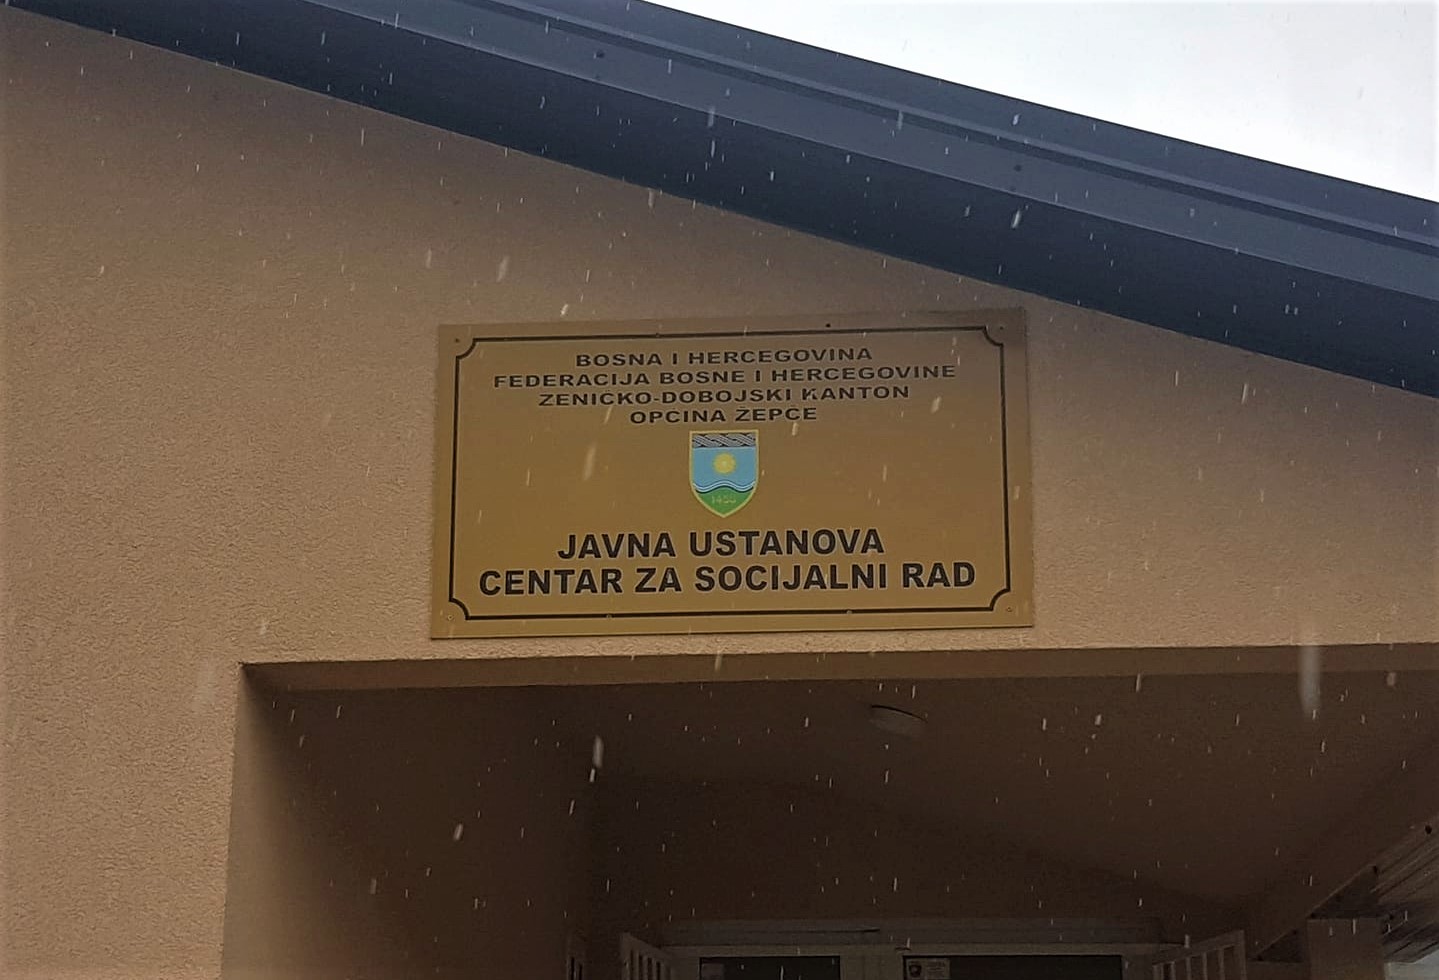 BOSNA I HERCEGOVINA
FEDERACIJA BOSNE I HERCEGOVINE
ZENIČKO-DOBOJSKI KANTON
OPĆINA ŽEPČE
JAVNA USTANOVA
CENTAR ZA SOCIJALNI RAD